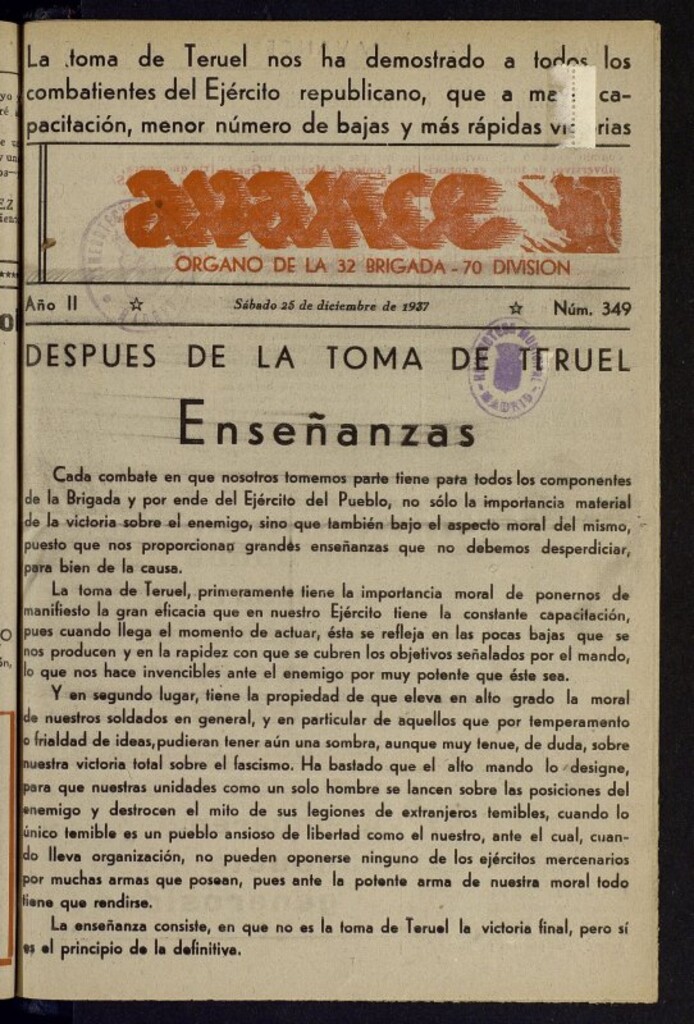 La toma de Teruel nos ha demostrado a todos los
combatientes del Ejército republicano, que a ca-
pacitación, menor número de bajas y más rápidas
avance
ORGANO DE LA 32 BRIGADA - 70 DIVISION
Año II ☆ Sábado 25 de diciembre de 1937 ☆ Núm. 349
DESPUES DE LA TOMA DE TERUEL
HEMEROTECA MUNICIPAL
MADRID
Enseñanzas
Cada combate en que nosotros tomemos parte tiene para todos los componentes
de la Brigada y por ende del Ejército del Pueblo, no sólo la importancia material
de la victoria sobre el enemigo, sino que también bajo el aspecto moral del mismo,
puesto que nos proporcionan grandes enseñanzas que no debemos desperdiciar,
para bien de la causa.
La toma de Teruel, primeramente tiene la importancia moral de ponernos de
manifiesto la gran eficacia que en nuestro Ejército tiene la constante capacitación,
pues cuando llega el momento de actuar, ésta se refleja en las pocas bajas que se
nos producen y en la rapidez con que se cubren los objetivos señalados por el mando,
lo que nos hace invencibles ante el enemigo por muy potente que éste sea.
Y en segundo lugar, tiene la propiedad de que eleva en alto grado la moral
de nuestros soldados en general, y en particular de aquellos que por temperamento
o frialdad de ideas, pudieran tener aún una sombra, aunque muy tenue, de duda, sobre
nuestra victoria total sobre el fascismo. Ha bastado que el alto mando lo designe,
para que nuestras unidades como un solo hombre se lancen sobre las posiciones del
enemigo y destrocen el mito de sus legiones de extranjeros temibles, cuando lo
único temible es un pueblo ansioso de libertad como el nuestro, ante el cual, cuan-
do lleva organización, no pueden oponerse ninguno de los ejércitos mercenarios
por muchas armas que posean, pues ante la potente arma de nuestra moral todo
tiene que rendirse.
La enseñanza consiste, en que no es la toma de Teruel la victoria final, pero sí
es el principio de la definitiva.